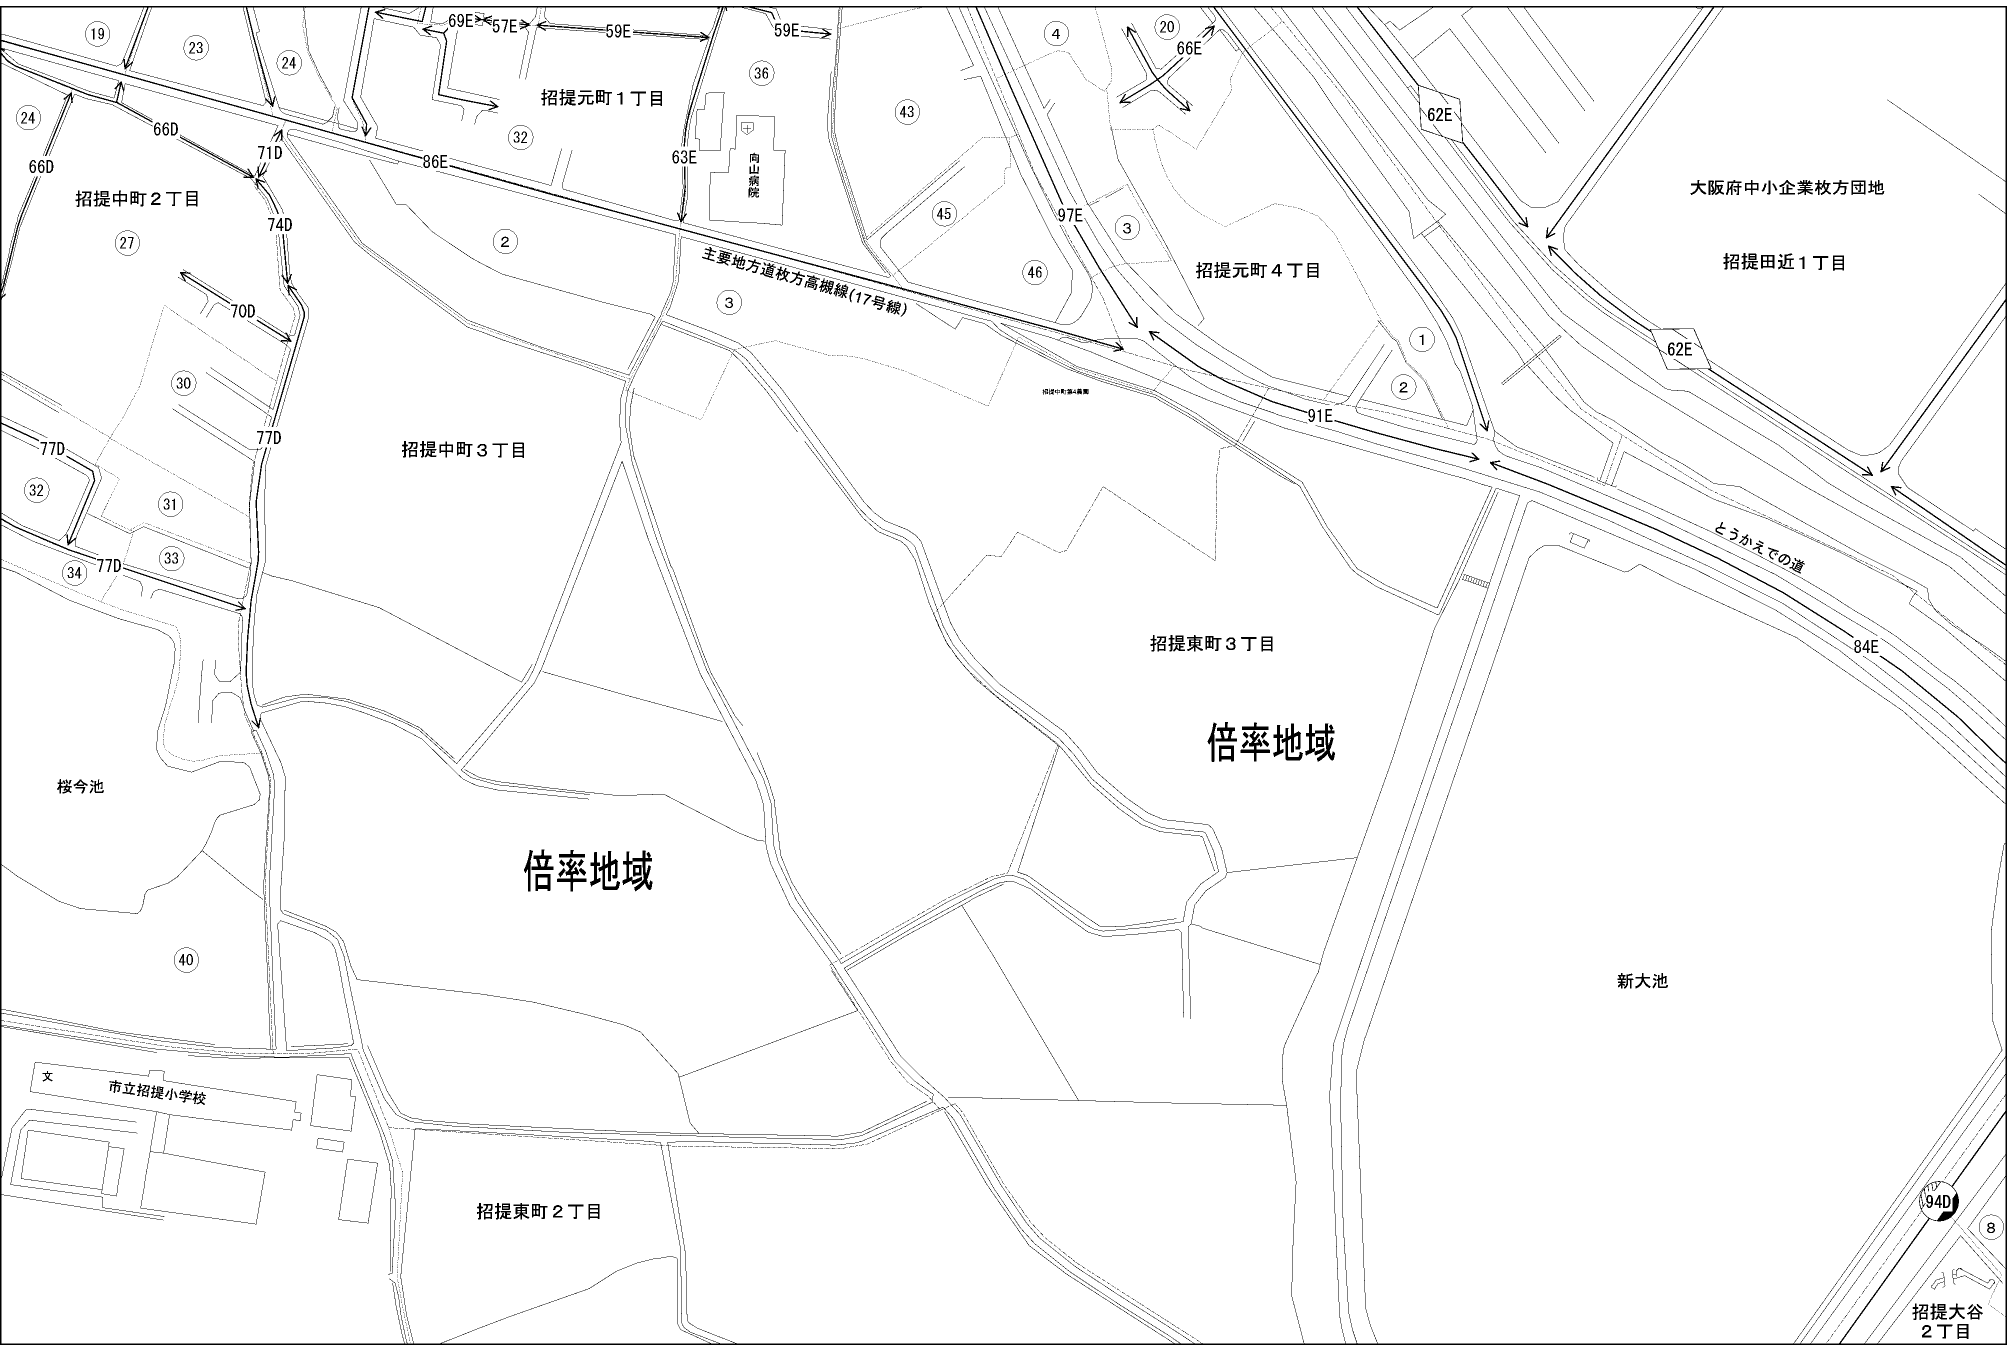 19
23
24
69E
57E
59E
59E
36
4
20
66E
62E
招提元町1丁目
32
43
24
66D
71D
86E
63E
向山病院
66D
招提中町2丁目
74D
27
2
45
97E
3
大阪府中小企業枚方団地
招提田近1丁目
46
招提元町4丁目
主要地方道枚方高槻線(17号線)
3
70D
1
62E
30
2
招提中町第4農園
91E
77D
77D
招提中町3丁目
32
31
33
34
77D
とうかえでの道
招提東町3丁目
84E
倍率地域
桜今池
倍率地域
40
新大池
文
市立招提小学校
招提東町2丁目
94D
8
招提大谷
2丁目